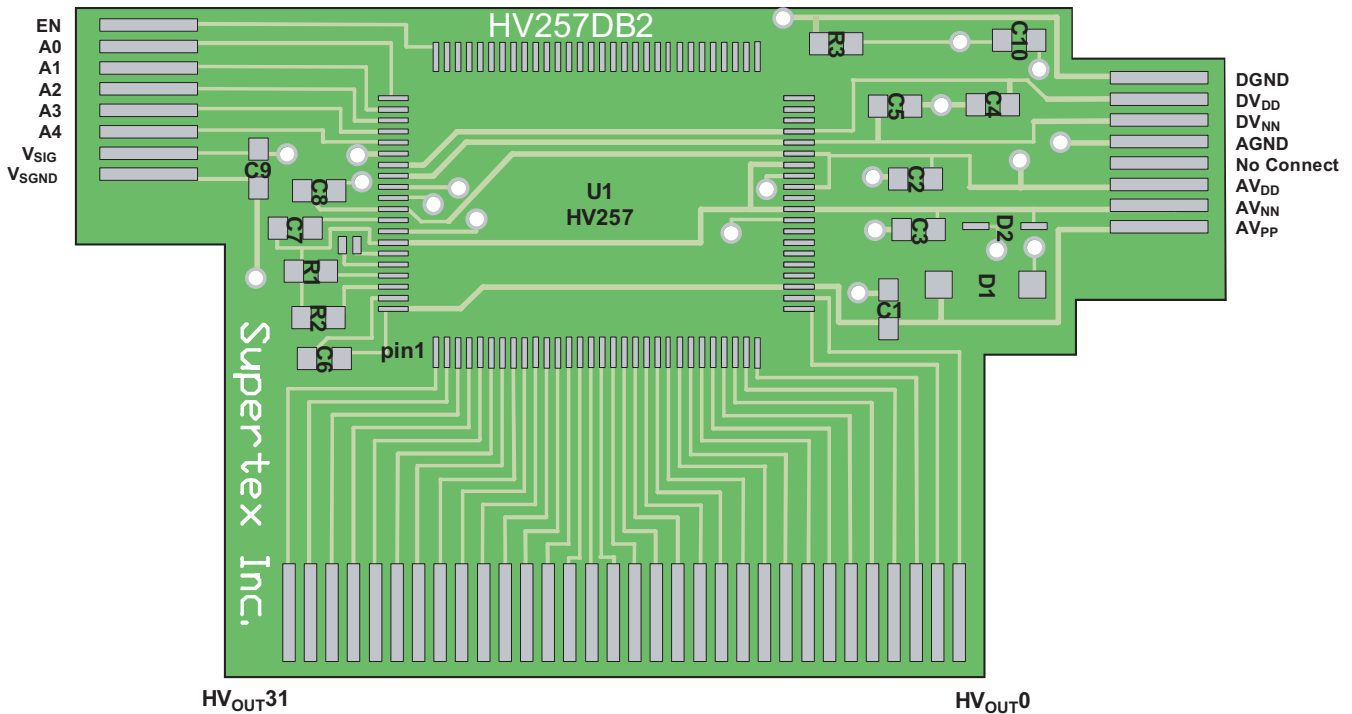 HV257DB2
EN
A0
A1
A2
A3
A4
VSIG
VSGND
R3
C10
C5
C4
C9
C8
C7
R1
R2
C6
pin1
U1
HV257
C2
C3
D2
D1
C1
DGND
DVDD
DVNN
AGND
No Connect
AVDD
AVNN
AVPP
Supertex Inc.
HVOUT31
HVOUT0